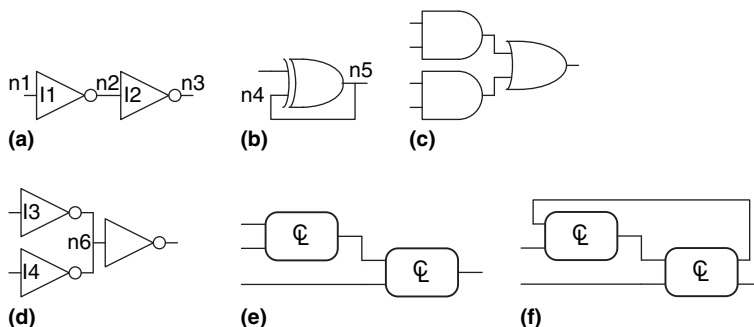 n1 I1 n2 I2 n3
(a)
n4 n5
(b)
(c)
I3
n6
I4
(d)
CL
CL
(e)
CL
CL
(f)